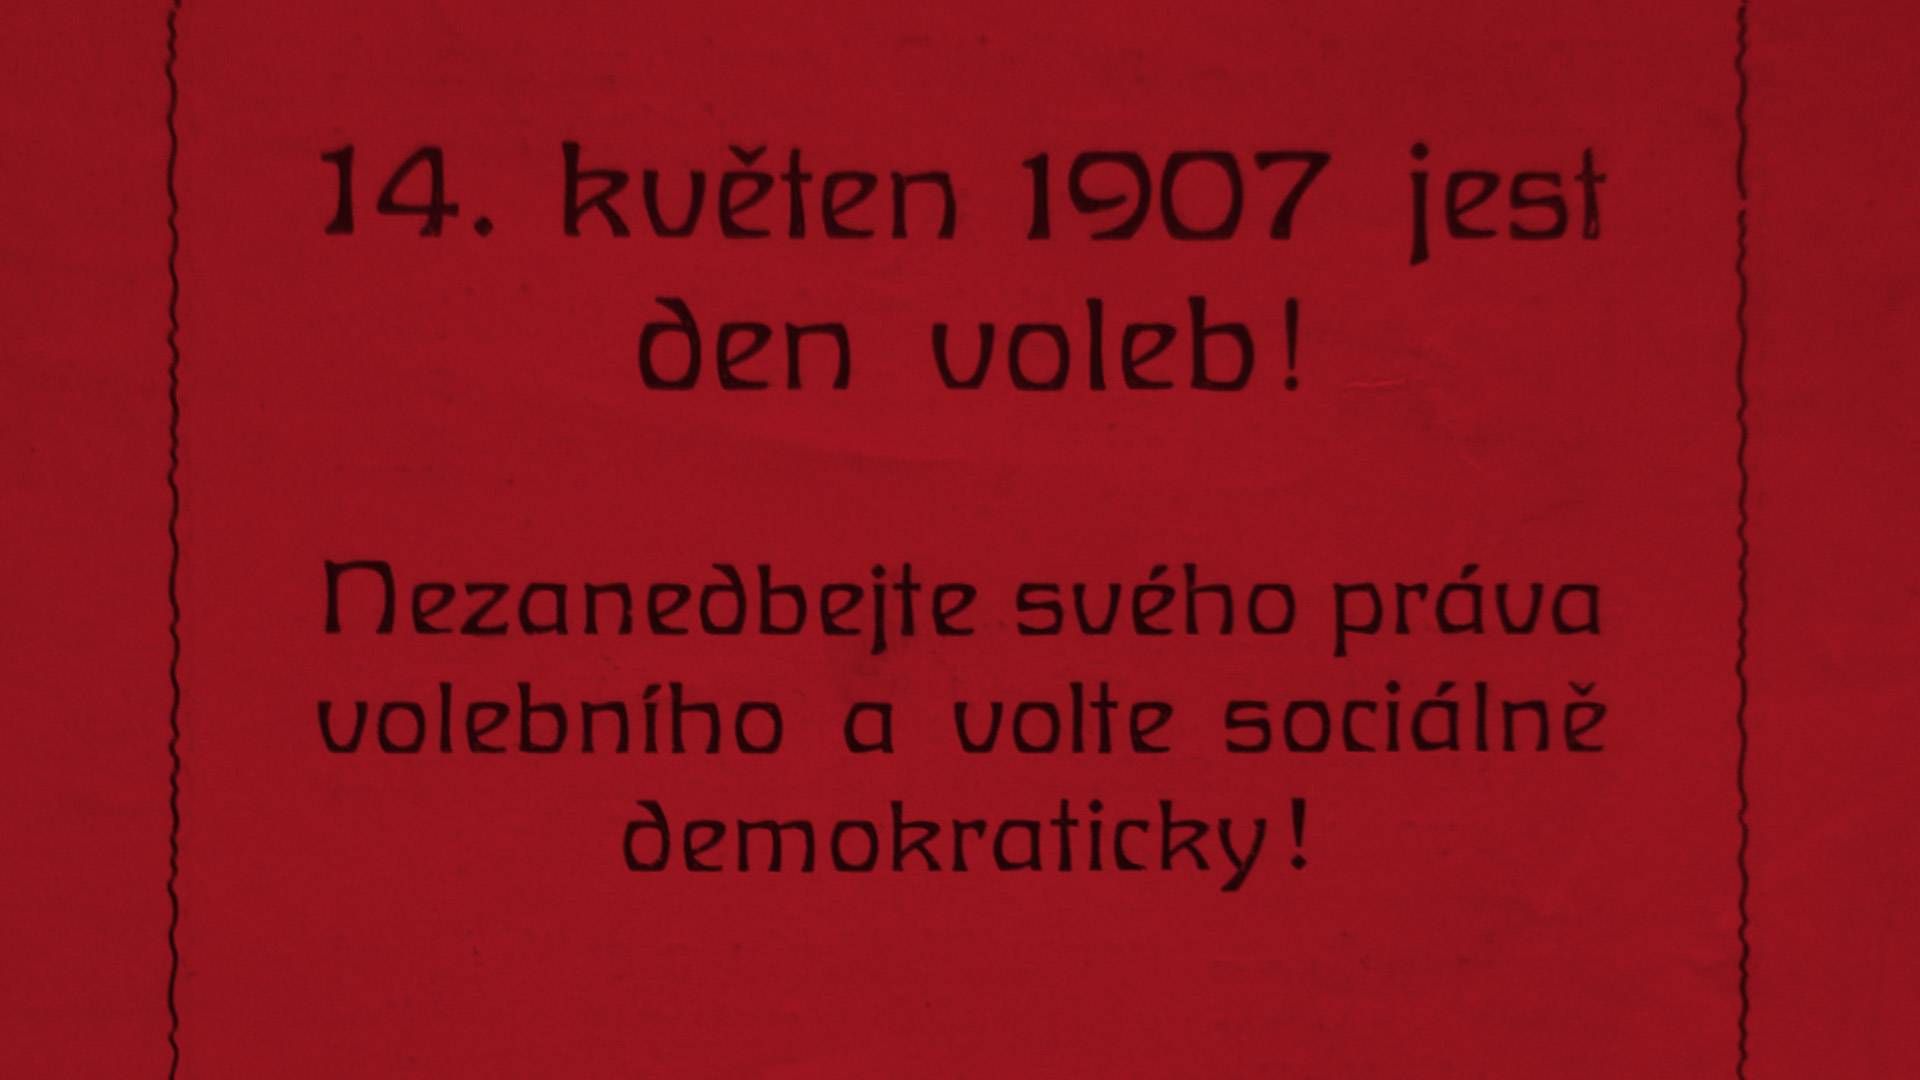 14. květen 1907 jest
den voleb!
Nezanedbejte svého práva
volebního a volte sociálně
demokraticky!